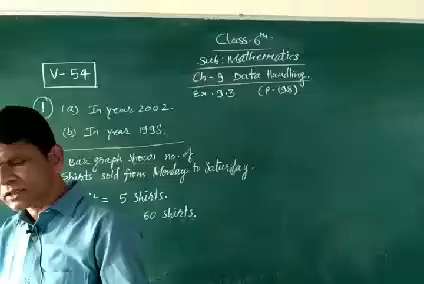 Class-6th
Sub: Mathematics
Ch-9 Data Handling.
Ex-9.3 (P-198)
V-54
1 (a) In year 2002.
(b) In year 1995.
Bar graph shows no. of
Shirts sold from Monday to Saturday.
= 5 shirts.
60 shirts.